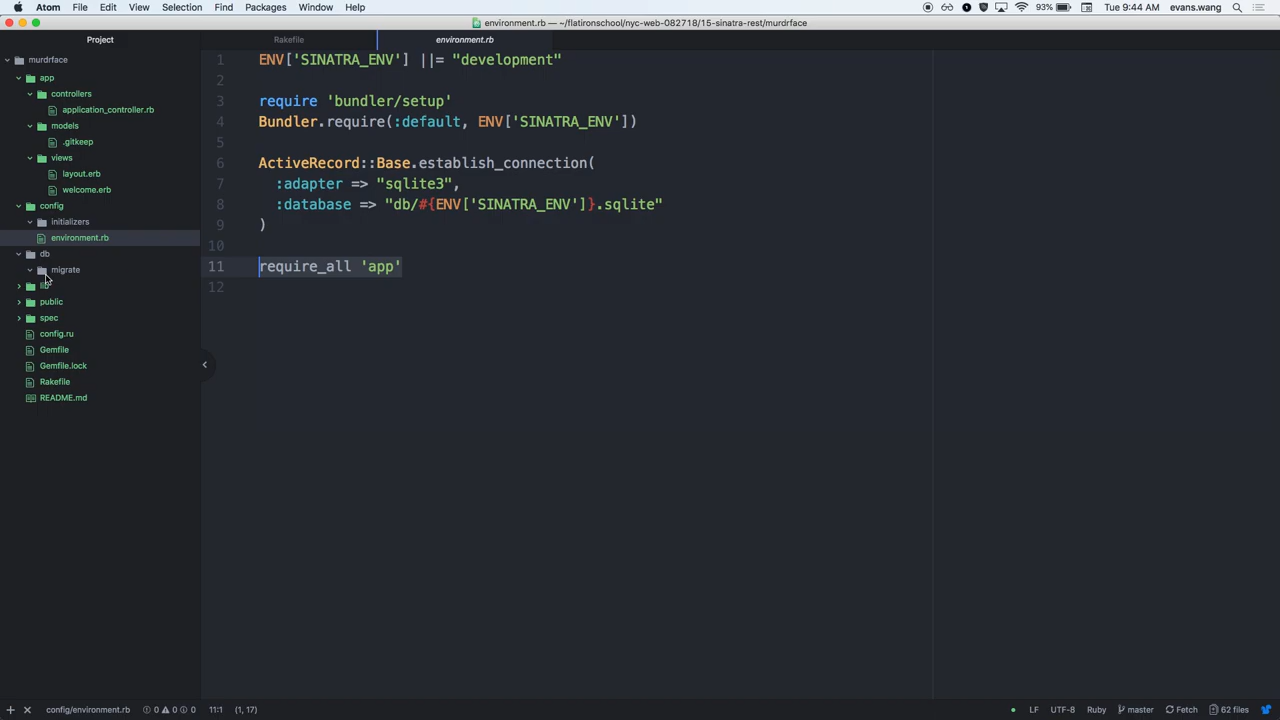 Atom File Edit View Selection Find Packages Window Help 93% Tue 9:44 AM evans.wang
environment.rb — ~/flatironschool/nyc-web-082718/15-sinatra-rest/murdrface
Project
Rakefile
environment.rb
murdrface
app
controllers
application_controller.rb
models
.gitkeep
views
layout.erb
welcome.erb
config
initializers
environment.rb
db
migrate
public
spec
config.ru
Gemfile
Gemfile.lock
Rakefile
README.md
1 ENV['SINATRA_ENV'] ||= "development"
2
3 require 'bundler/setup'
4 Bundler.require(:default, ENV['SINATRA_ENV'])
5
6 ActiveRecord::Base.establish_connection(
7 :adapter => "sqlite3",
8 :database => "db/#{ENV['SINATRA_ENV']}.sqlite"
9 )
10
11 require_all 'app'
12
config/environment.rb 0 0 0 11:1 (1, 17) LF UTF-8 Ruby master Fetch 62 files